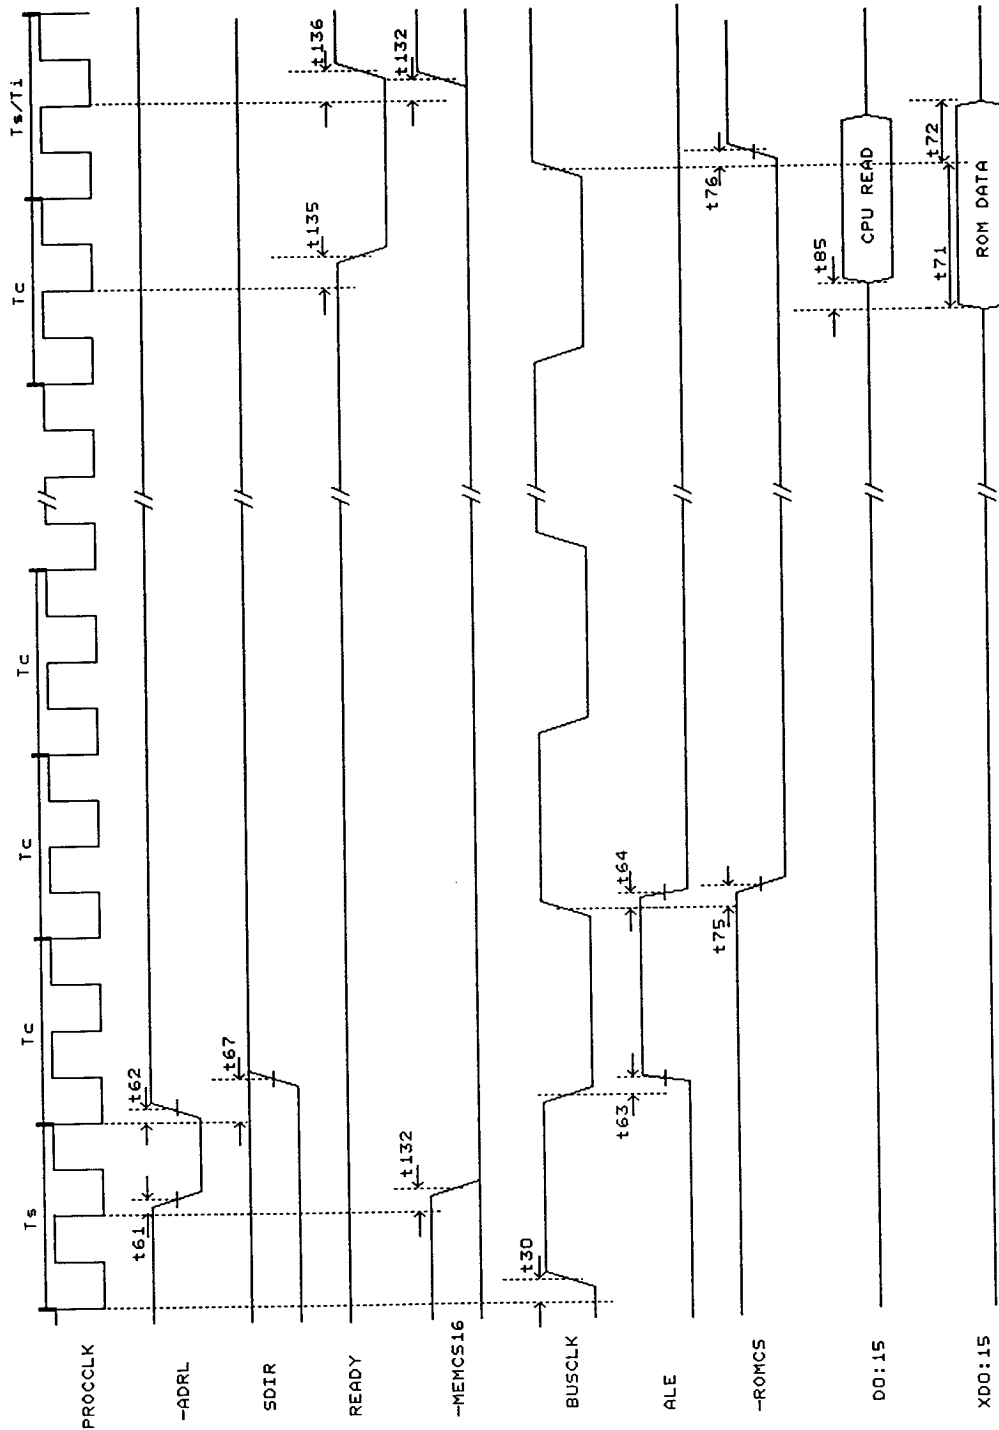 Ts
Tc
Tc
Tc
Tc
Ts/Ti
PROCCLK
t61
t62
−ADRL
t67
SDIR
t135
t136
READY
t132
t132
−MEMCS16
t30
BUSCLK
t63
t64
ALE
t75
t76
−ROMCS
t85
CPU READ
D0:15
t71
t72
ROM DATA
XD0:15